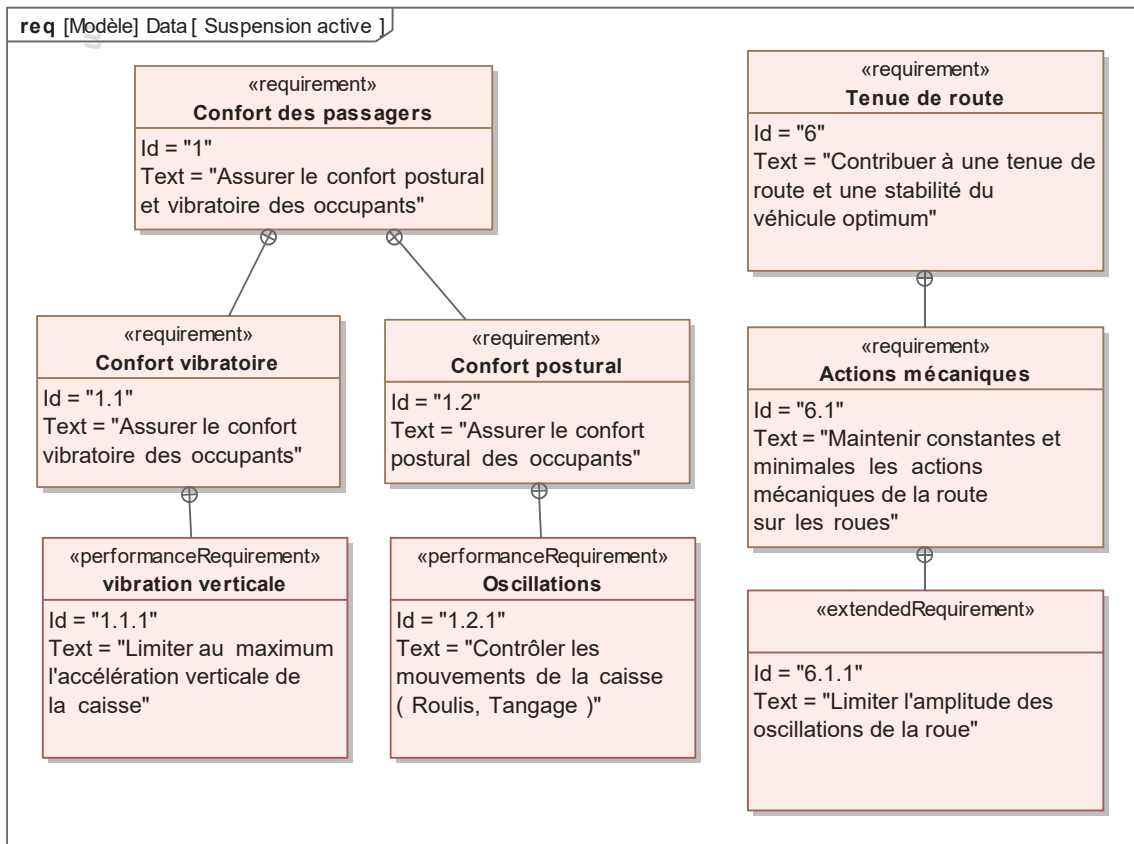 req [Modèle] Data [ Suspension active ]
«requirement»
Confort des passagers
Id = "1"
Text = "Assurer le confort postural
et vibratoire des occupants"
«requirement»
Tenue de route
Id = "6"
Text = "Contribuer à une tenue de
route et une stabilité du
véhicule optimum"
«requirement»
Confort vibratoire
Id = "1.1"
Text = "Assurer le confort
vibratoire des occupants"
«requirement»
Confort postural
Id = "1.2"
Text = "Assurer le confort
postural des occupants"
«requirement»
Actions mécaniques
Id = "6.1"
Text = "Maintenir constantes et
minimales les actions
mécaniques de la route
sur les roues"
«performanceRequirement»
vibration verticale
Id = "1.1.1"
Text = "Limiter au maximum
l'accélération verticale de
la caisse"
«performanceRequirement»
Oscillations
Id = "1.2.1"
Text = "Contrôler les
mouvements de la caisse
( Roulis, Tangage )"
«extendedRequirement»
Id = "6.1.1"
Text = "Limiter l'amplitude des
oscillations de la roue"